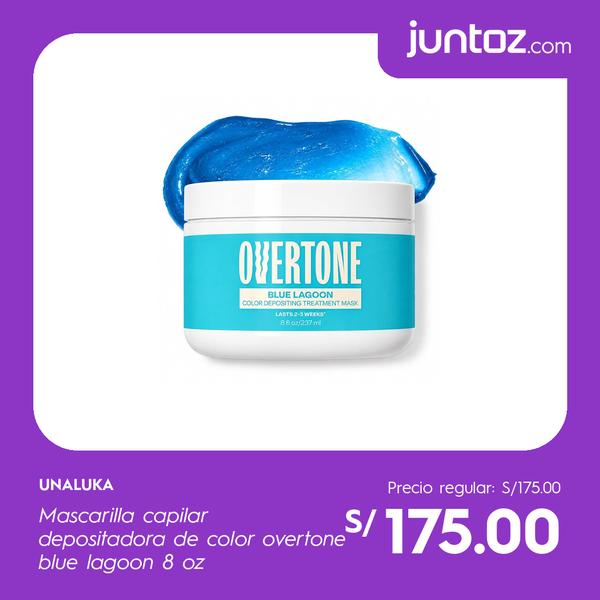 juntoz.com
OVERTONE
BLUE LAGOON
COLOR DEPOSITING TREATMENT MASK
LASTS 2-3 WEEKS*
8 fl oz/237 ml
UNALUKA
Mascarilla capilar
depositadora de color overtone
blue lagoon 8 oz
Precio regular: S/175.00
S/ 175.00